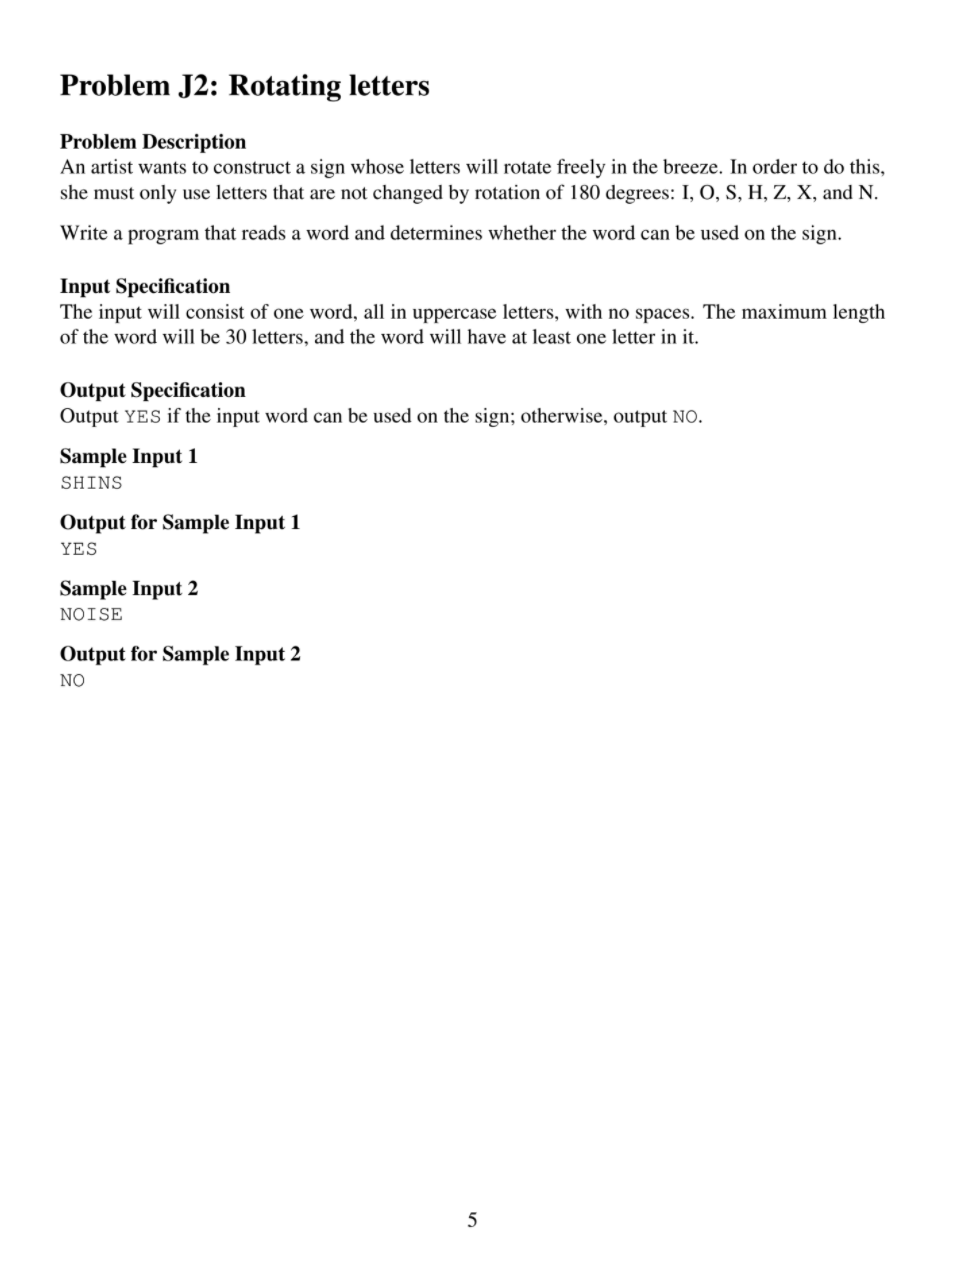 Problem J2: Rotating letters
Problem Description
An artist wants to construct a sign whose letters will rotate freely in the breeze. In order to do this,
she must only use letters that are not changed by rotation of 180 degrees: I, O, S, H, Z, X, and N.
Write a program that reads a word and determines whether the word can be used on the sign.
Input Specification
The input will consist of one word, all in uppercase letters, with no spaces. The maximum length
of the word will be 30 letters, and the word will have at least one letter in it.
Output Specification
Output YES if the input word can be used on the sign; otherwise, output NO.
Sample Input 1
SHINS
Output for Sample Input 1
YES
Sample Input 2
NOISE
Output for Sample Input 2
NO
5